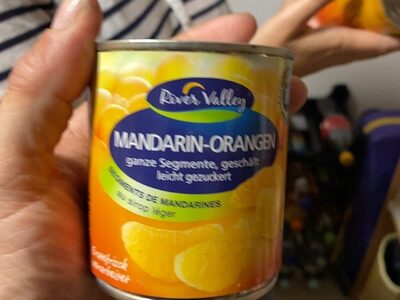 River Valley
MANDARIN-ORANGEN
ganze Segmente, geschält
leicht gezuckert
SEGMENTS DE MANDARINES
au sirop léger